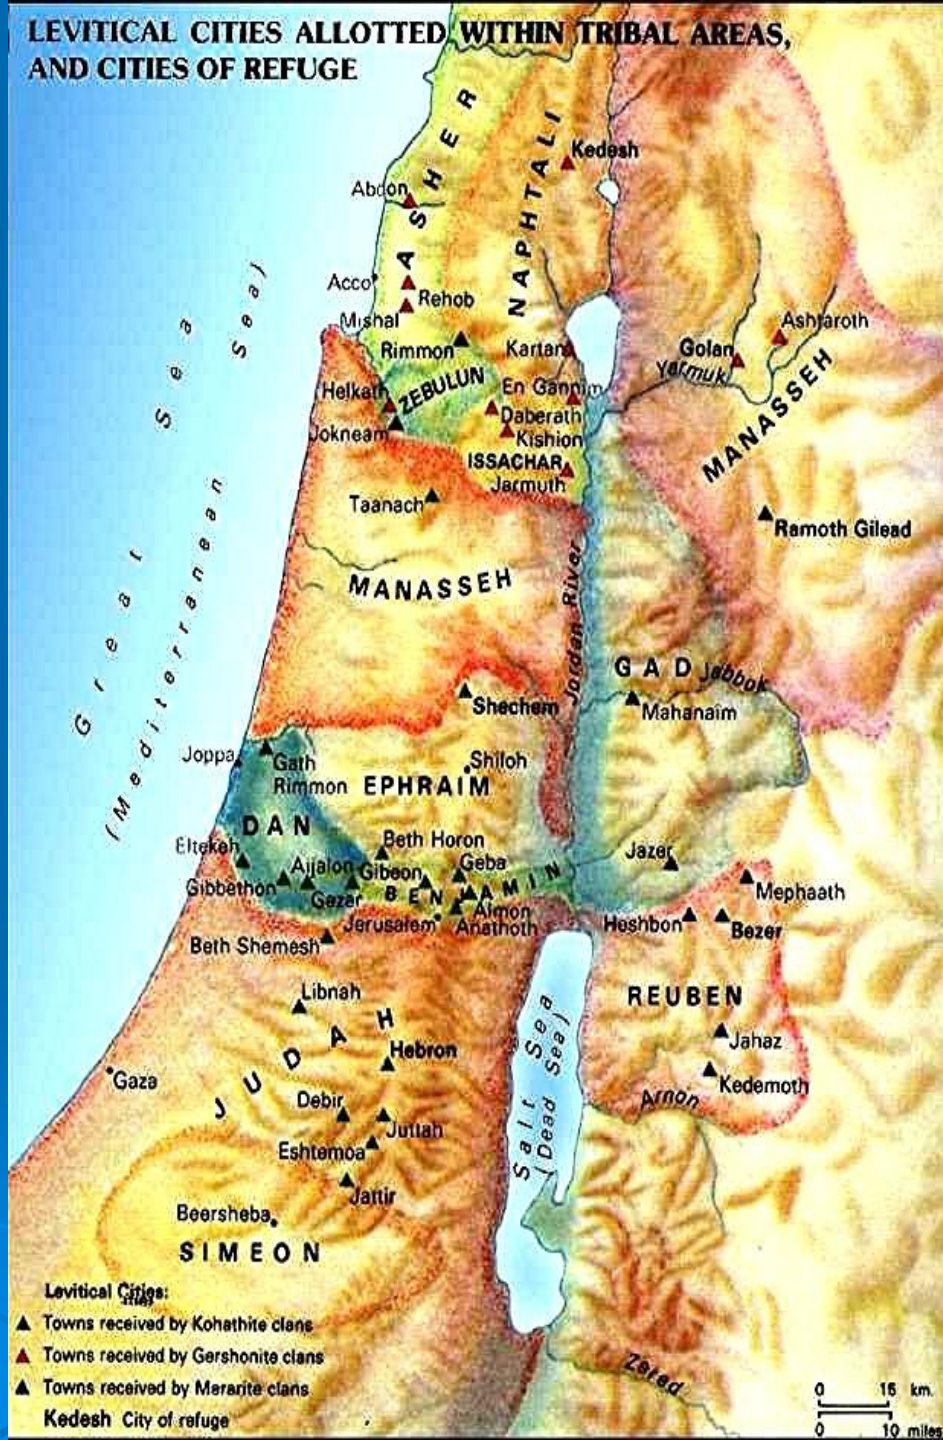 LEVITICAL CITIES ALLOTTED WITHIN TRIBAL AREAS,
AND CITIES OF REFUGE
ASHER
NAPHTALI
Kedesh
Abdon
Acco
Rehob
Mishal
Rimmon
Kartan
Golan
Ashtaroth
Yarmuk
Helkath
ZEBULUN
En Gannim
Daberath
Jokneam
Kishion
ISSACHAR
Jarmuth
MANASSEH
Taanach
Ramoth Gilead
Great Sea
(Mediterranean Sea)
MANASSEH
Jordan River
GAD
Jabbok
Shechem
Mahanaim
Joppa
Gath
Rimmon
Shiloh
EPHRAIM
DAN
Eltekeh
Beth Horon
Jazer
Aijalon
Gibeon
Geba
Gibbethon
Gezer
BENJAMIN
Mephaath
Almon
Jerusalem
Anathoth
Heshbon
Bezer
Beth Shemesh
Libnah
REUBEN
JUDAH
Hebron
Jahaz
Gaza
Kedemoth
Arnon
Debir
Juttah
Eshtemoa
Salt Sea
(Dead Sea)
Jattir
Beersheba
SIMEON
Levitical Cities:
Towns received by Kohathite clans
Towns received by Gershonite clans
Towns received by Merarite clans
Kedesh City of refuge
Zered
0 16 km.
0 10 miles